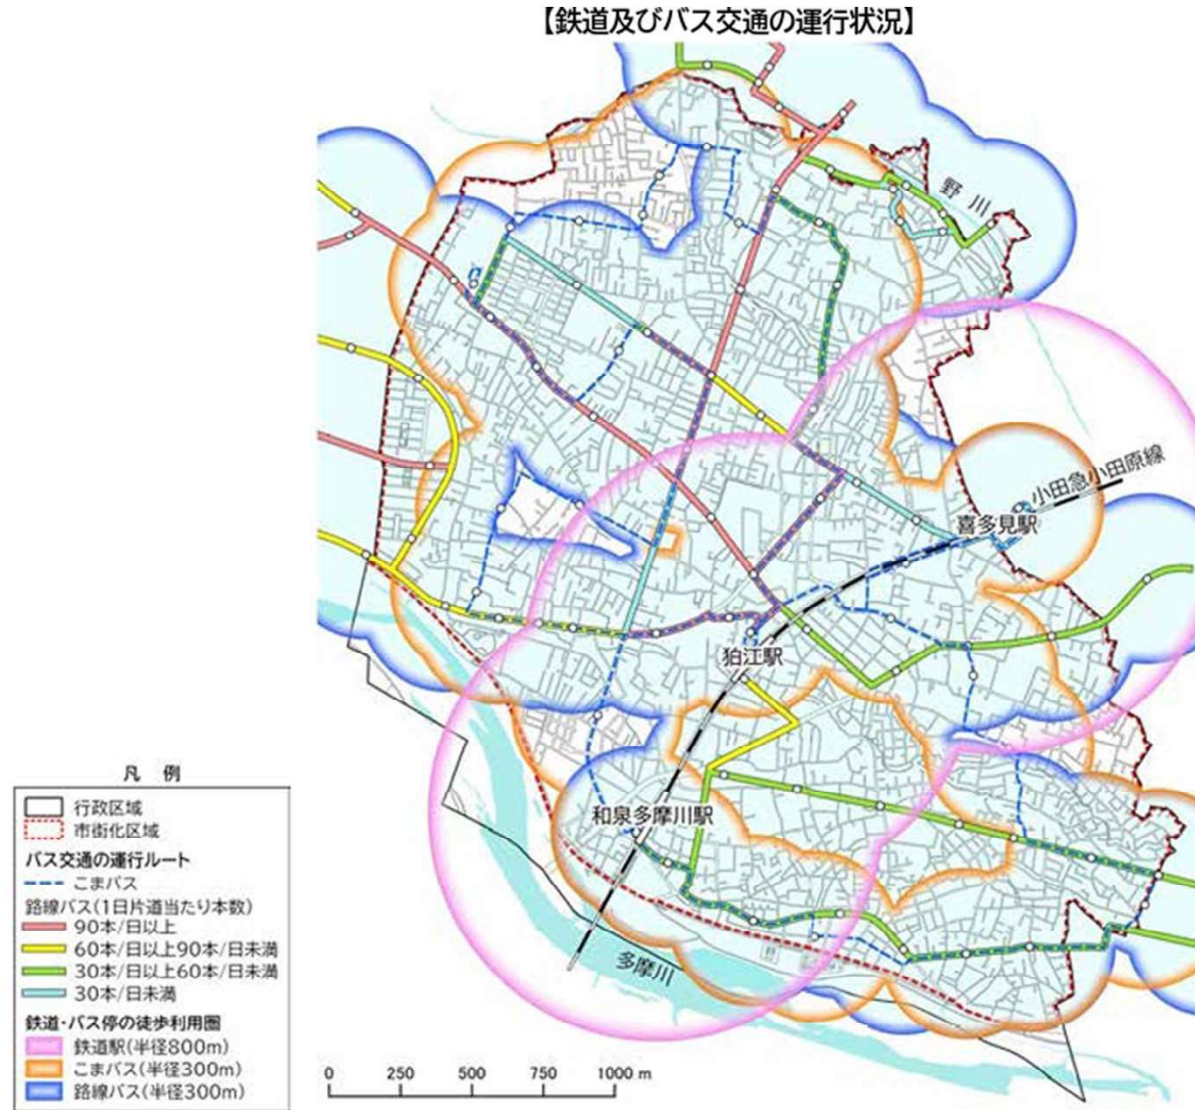 【鉄道及びバス交通の運行状況】
野川
小田急小田原線
喜多見駅
狛江駅
和泉多摩川駅
多摩川
凡 例
行政区域
市街化区域
バス交通の運行ルート
こまバス
路線バス(1日片道当たり本数)
90本/日以上
60本/日以上90本/日未満
30本/日以上60本/日未満
30本/日未満
鉄道・バス停の徒歩利用圏
鉄道駅(半径800m)
こまバス(半径300m)
路線バス(半径300m)
0 250 500 750 1000 m